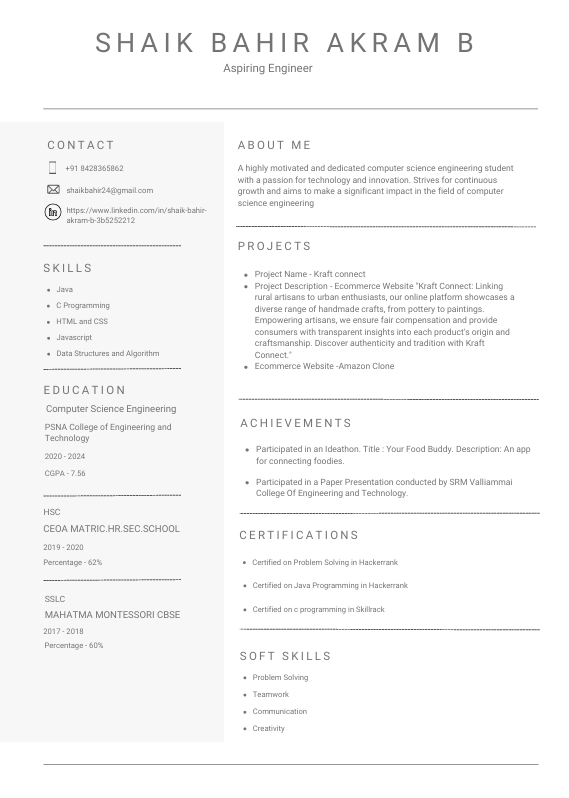 SHAIK BAHIR AKRAM B
Aspiring Engineer
CONTACT
+91 8428365862
shaikbahir24@gmail.com
https://www.linkedin.com/in/shaik-bahir-
akram-b-3b5252212
SKILLS
Java
C Programming
HTML and CSS
Javascript
Data Structures and Algorithm
EDUCATION
Computer Science Engineering
PSNA College of Engineering and
Technology
2020 - 2024
CGPA - 7.56
HSC
CEOA MATRIC.HR.SEC.SCHOOL
2019 - 2020
Percentage - 62%
SSLC
MAHATMA MONTESSORI CBSE
2017 - 2018
Percentage - 60%
ABOUT ME
A highly motivated and dedicated computer science engineering student
with a passion for technology and innovation. Strives for continuous
growth and aims to make a significant impact in the field of computer
science engineering
PROJECTS
Project Name - Kraft connect
Project Description - Ecommerce Website "Kraft Connect: Linking
rural artisans to urban enthusiasts, our online platform showcases a
diverse range of handmade crafts, from pottery to paintings.
Empowering artisans, we ensure fair compensation and provide
consumers with transparent insights into each product's origin and
craftsmanship. Discover authenticity and tradition with Kraft
Connect."
Ecommerce Website -Amazon Clone
ACHIEVEMENTS
Participated in an Ideathon. Title : Your Food Buddy. Description: An app
for connecting foodies.
Participated in a Paper Presentation conducted by SRM Valliammai
College Of Engineering and Technology.
CERTIFICATIONS
Certified on Problem Solving in Hackerrank
Certified on Java Programming in Hackerrank
Certified on c programming in Skillrack
SOFT SKILLS
Problem Solving
Teamwork
Communication
Creativity